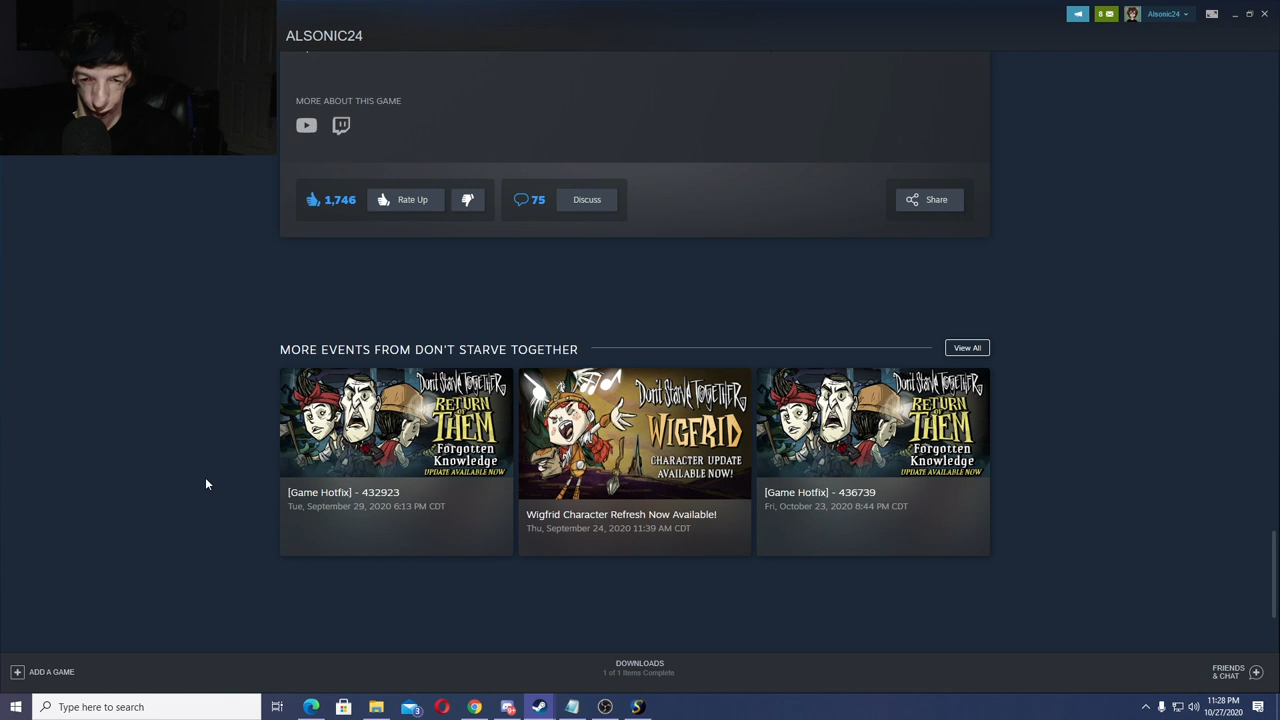 8
Alsonic24
ALSONIC24
MORE ABOUT THIS GAME
1,746
Rate Up
75
Discuss
Share
MORE EVENTS FROM DON'T STARVE TOGETHER
View All
Don't Starve Together
RETURN OF THEM
Forgotten Knowledge
UPDATE AVAILABLE NOW
[Game Hotfix] - 432923
Tue, September 29, 2020 6:13 PM CDT
Don't Starve Together
WIGFRID
CHARACTER UPDATE
AVAILABLE NOW!
Wigfrid Character Refresh Now Available!
Thu, September 24, 2020 11:39 AM CDT
Don't Starve Together
RETURN OF THEM
Forgotten Knowledge
UPDATE AVAILABLE NOW
[Game Hotfix] - 436739
Fri, October 23, 2020 8:44 PM CDT
ADD A GAME
DOWNLOADS
1 of 1 Items Complete
FRIENDS
& CHAT
Type here to search
3
11:28 PM
10/27/2020